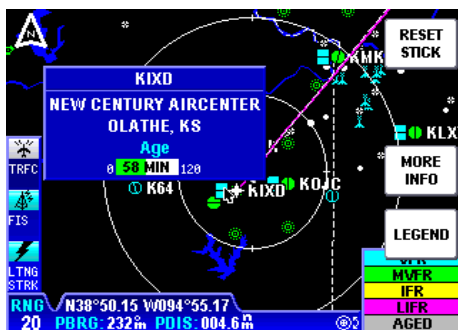 N
RESET
STICK
KMK
KIXD
NEW CENTURY AIRCENTER
OLATHE, KS
Age
0 58 MIN 120
KLX
TRFC
K64
KIXD
KOJC
MORE
INFO
FIS
LEGEND
LTNG
STRK
VFR
MVFR
IFR
LIFR
AGED
RNG N38°50.15 W094°55.17
20 PBRG:232°m PDIS:004.6nm